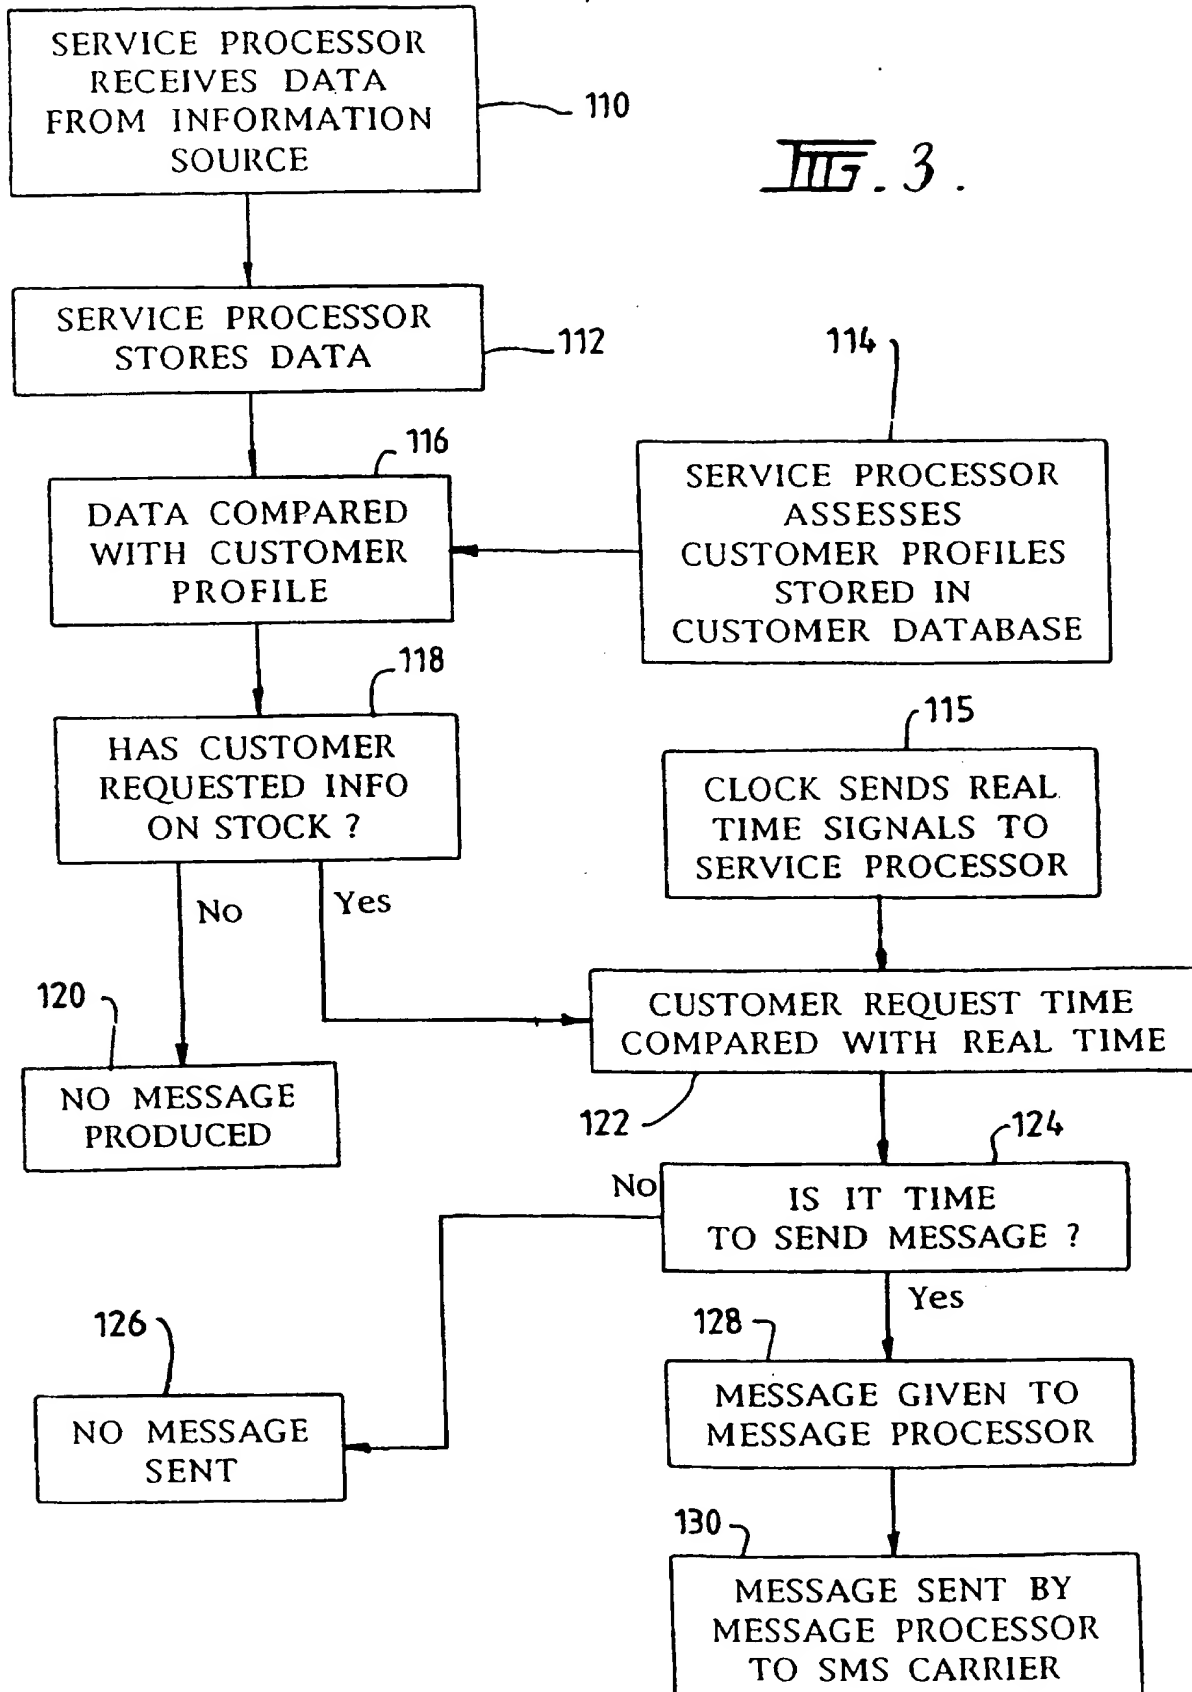 SERVICE PROCESSOR
RECEIVES DATA
FROM INFORMATION
SOURCE
110
FIG. 3.
SERVICE PROCESSOR
STORES DATA
112
114
116
DATA COMPARED
WITH CUSTOMER
PROFILE
SERVICE PROCESSOR
ASSESSES
CUSTOMER PROFILES
STORED IN
CUSTOMER DATABASE
118
HAS CUSTOMER
REQUESTED INFO
ON STOCK ?
115
CLOCK SENDS REAL
TIME SIGNALS TO
SERVICE PROCESSOR
No
Yes
120
NO MESSAGE
PRODUCED
CUSTOMER REQUEST TIME
COMPARED WITH REAL TIME
122
124
No
IS IT TIME
TO SEND MESSAGE ?
Yes
126
NO MESSAGE
SENT
128
MESSAGE GIVEN TO
MESSAGE PROCESSOR
130
MESSAGE SENT BY
MESSAGE PROCESSOR
TO SMS CARRIER